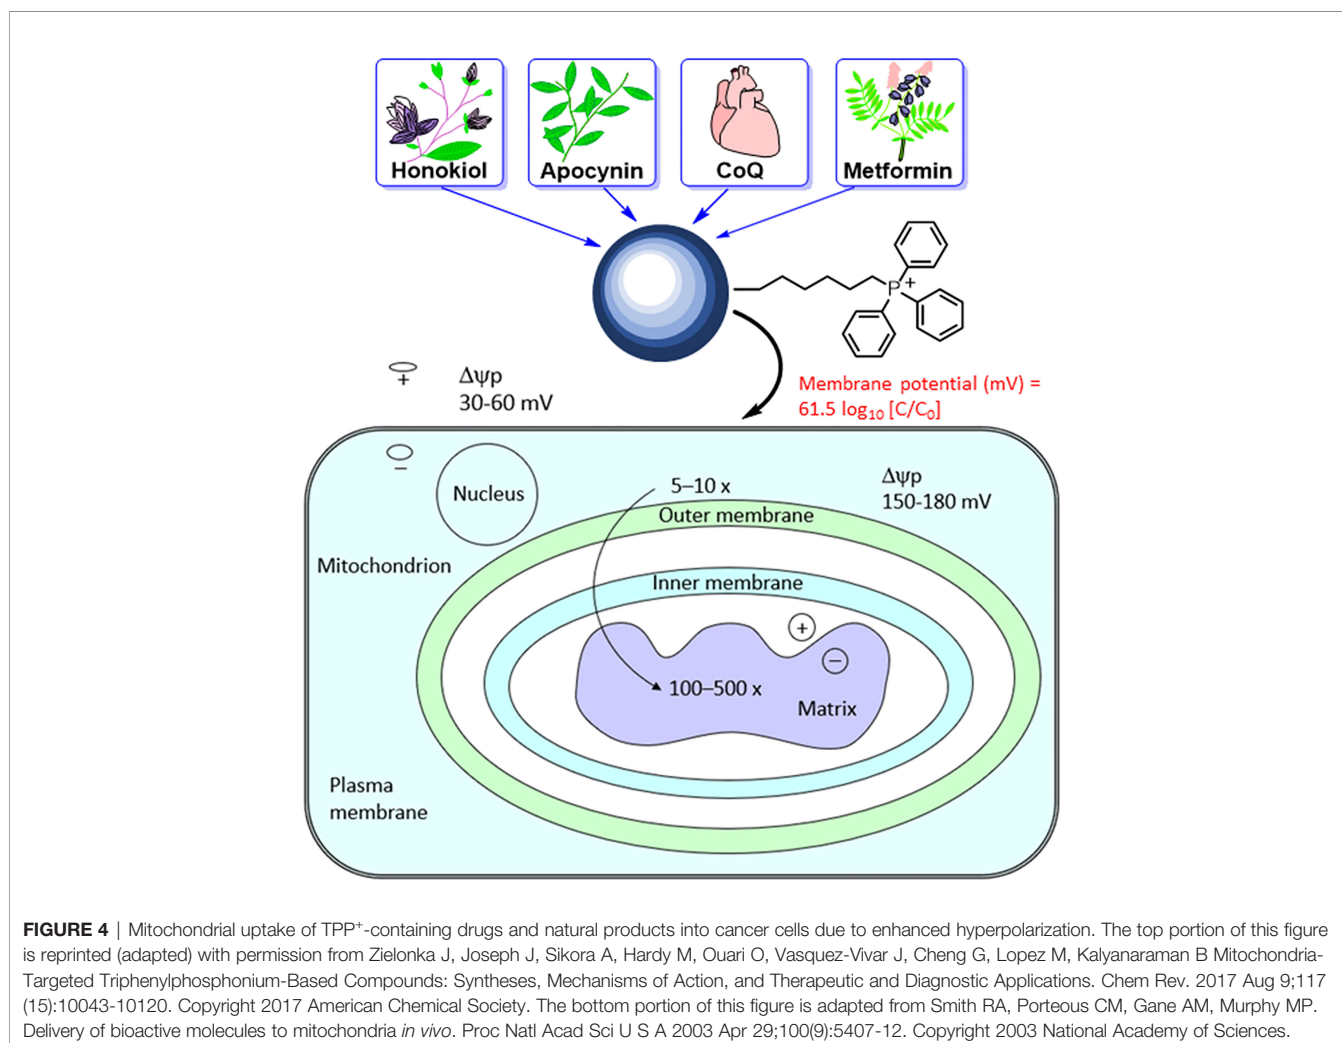 Honokiol
Apocynin
CoQ
Metformin
P+
Membrane potential (mV) =
61.5 log10 [C/C0]
+
Δψp
30-60 mV
−
Nucleus
5–10 x
Δψp
150-180 mV
Outer membrane
Mitochondrion
Inner membrane
+
−
100–500 x
Matrix
Plasma
membrane
FIGURE 4 | Mitochondrial uptake of TPP+-containing drugs and natural products into cancer cells due to enhanced hyperpolarization. The top portion of this figure
is reprinted (adapted) with permission from Zielonka J, Joseph J, Sikora A, Hardy M, Ouari O, Vasquez-Vivar J, Cheng G, Lopez M, Kalyanaraman B Mitochondria-
Targeted Triphenylphosphonium-Based Compounds: Syntheses, Mechanisms of Action, and Therapeutic and Diagnostic Applications. Chem Rev. 2017 Aug 9;117
(15):10043-10120. Copyright 2017 American Chemical Society. The bottom portion of this figure is adapted from Smith RA, Porteous CM, Gane AM, Murphy MP.
Delivery of bioactive molecules to mitochondria in vivo. Proc Natl Acad Sci U S A 2003 Apr 29;100(9):5407-12. Copyright 2003 National Academy of Sciences.